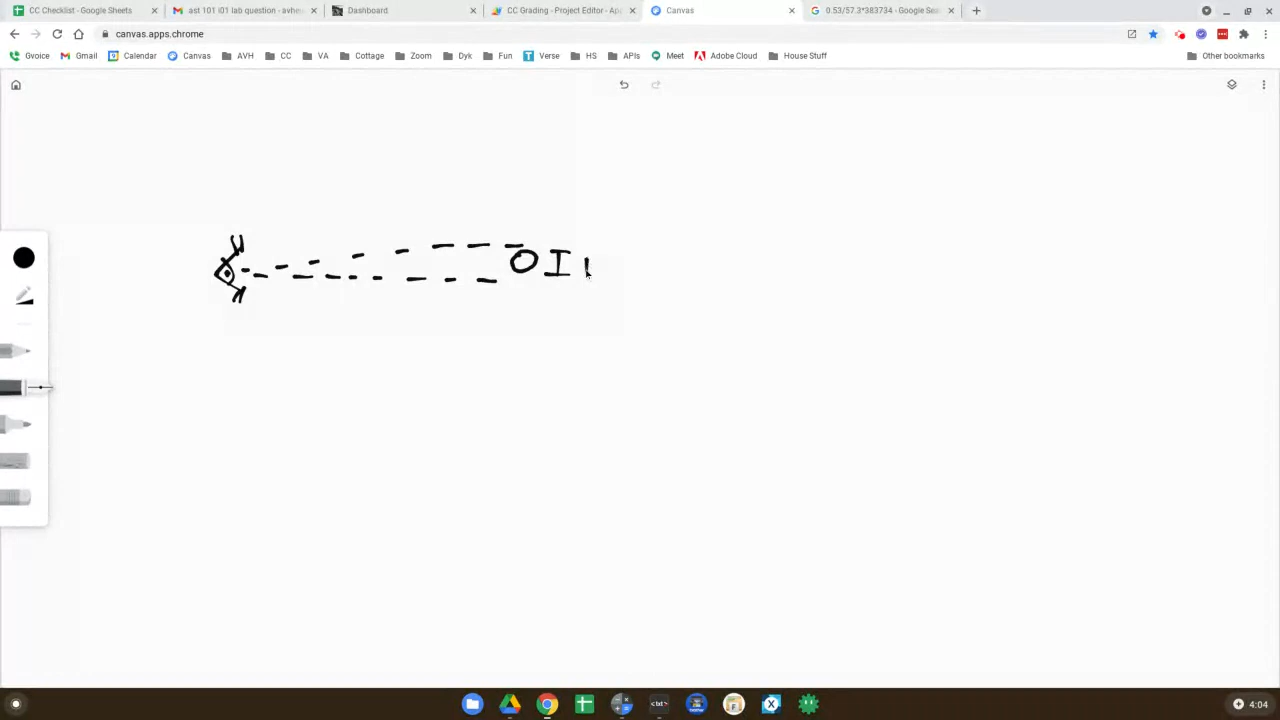 CC Checklist - Google Sheets
ast 101 i01 lab question - avhe
Dashboard
CC Grading - Project Editor - Ap
Canvas
0.53/57.3*383734 - Google Sea
canvas.apps.chrome
Gvoice
Gmail
Calendar
Canvas
AVH
CC
VA
Cottage
Zoom
Fun
Dyk
Verse
HS
APIs
Meet
Adobe Cloud
House Stuff
Other bookmarks
I
<txt>
X
4:04